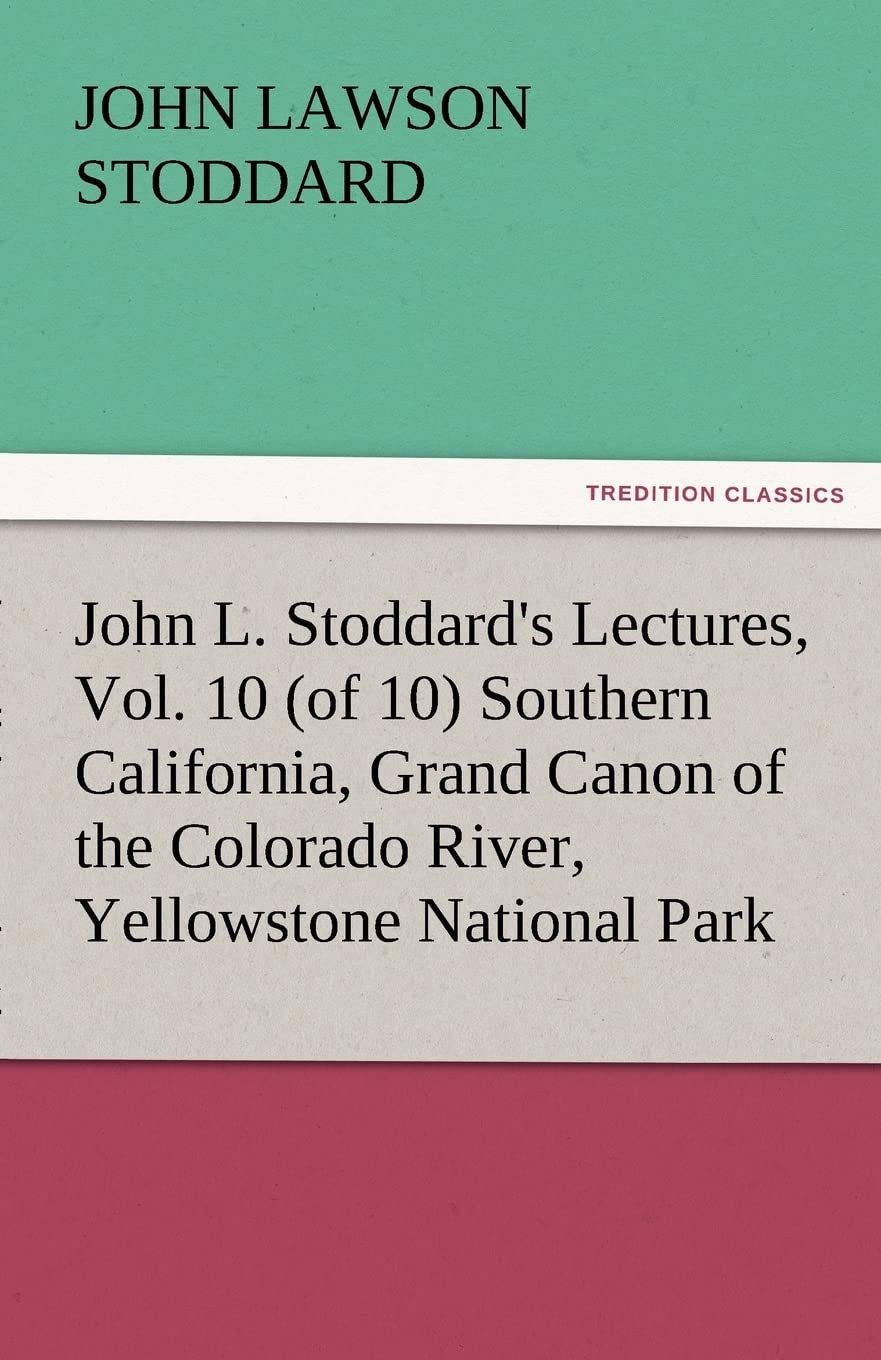 JOHN LAWSON
STODDARD
TREDITION CLASSICS
John L. Stoddard's Lectures,
Vol. 10 (of 10) Southern
California, Grand Canon of
the Colorado River,
Yellowstone National Park